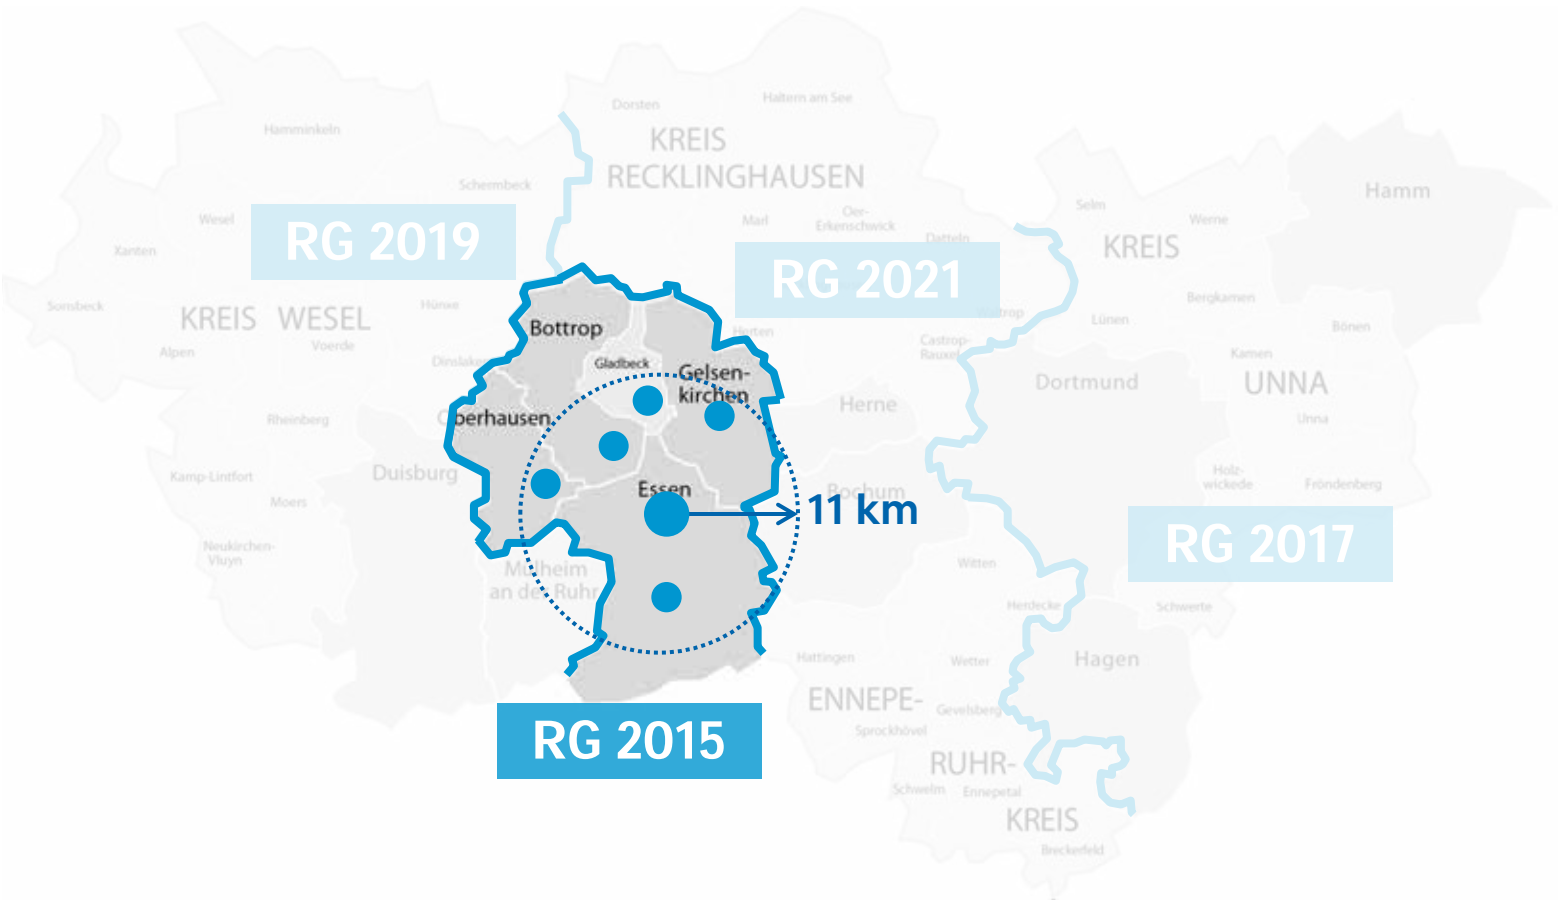 Dorsten
Haltern am See
KREIS
RECKLINGHAUSEN
Hamminkeln
Schermbeck
Hamm
Selm
Wesel
Marl
Oer-
Erkenschwick
Werne
RG 2019
Datteln
KREIS
Xanten
RG 2021
Sonsbeck
Hünxe
Bergkamen
KREIS WESEL
Bottrop
Herten
Lünen
Bönen
Voerde
Castrop-
Rauxel
Alpen
Dinslaken
Gladbeck
Kamen
Gelsen-
kirchen
Dortmund
UNNA
Herne
Oberhausen
Rheinberg
Unna
Duisburg
Kamp-Lintfort
Holz-
wickede
Fröndenberg
Essen
Bochum
Moers
11 km
RG 2017
Neukirchen-
Vluyn
Mülheim
an der Ruhr
Witten
Herdecke
Schwerte
Hattingen
Wetter
Hagen
ENNEPE-
Gevelsberg
Sprockhövel
RG 2015
RUHR-
Schwelm
Ennepetal
KREIS
Breckerfeld